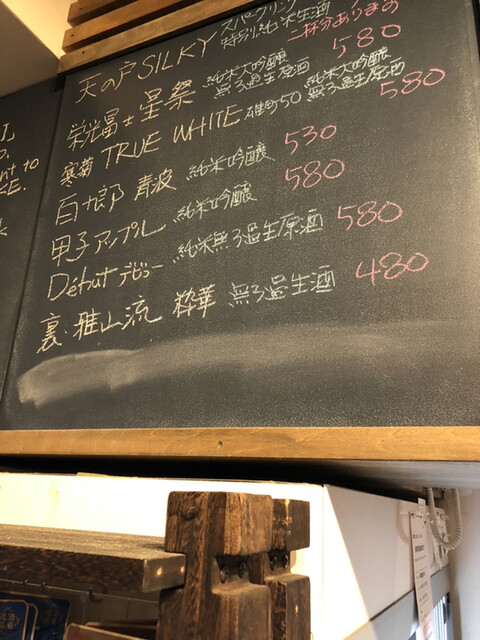 天の戸 SILKY スパークリング 特別純米生酒 二杯分あります
栄光冨士 星祭 純米大吟醸 無ろ過生原酒 580
寒菊 TRUE WHITE 雄町50 純米大吟醸 無ろ過生原酒 580
百十郎 青波 純米吟醸 530
甲子アップル 純米吟醸 580
Début デビュー 純米無ろ過生原酒 580
裏・雅山流 粋華 無ろ過生酒 480
nt to
KE.